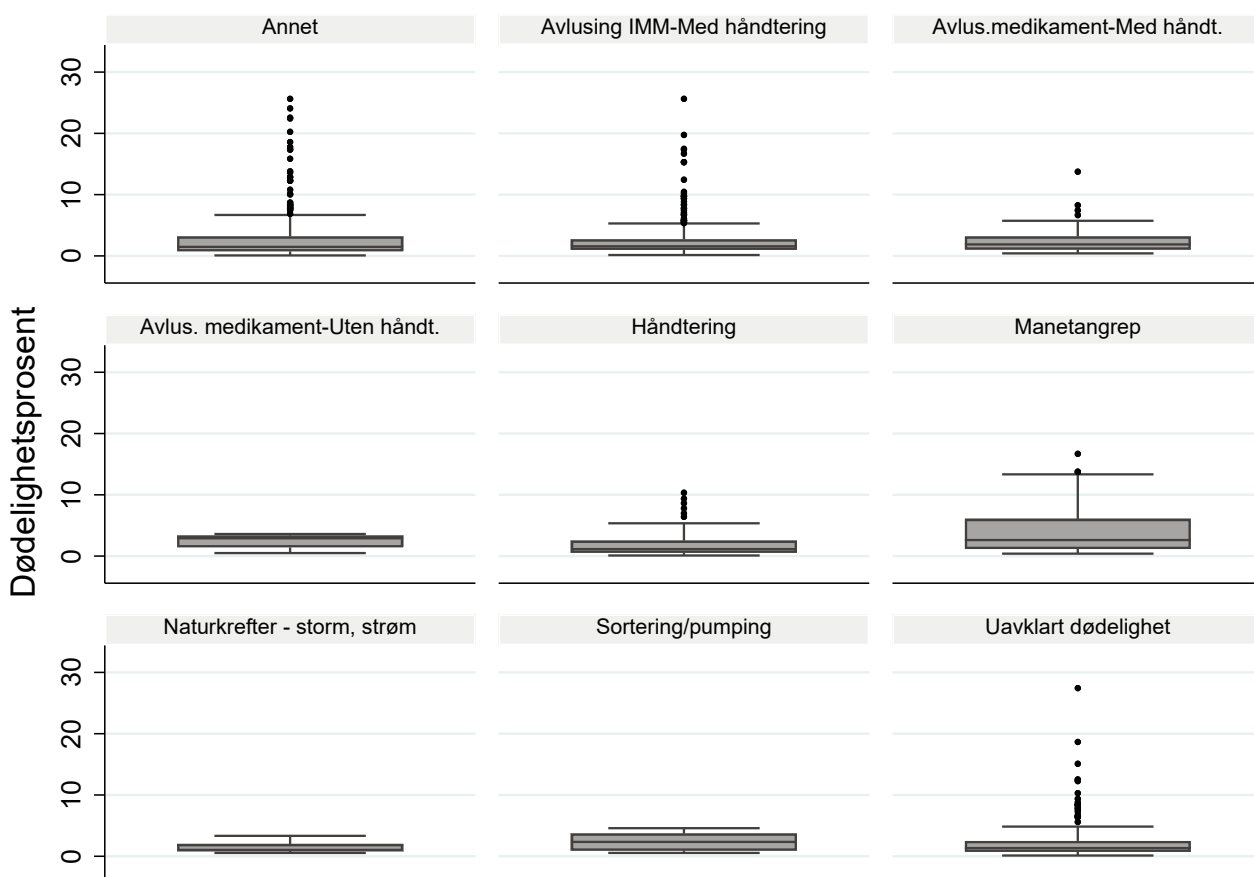 Annet
Avlusing IMM-Med håndtering
Avlus.medikament-Med håndt.
30
20
10
0
Avlus. medikament-Uten håndt.
Håndtering
Manetangrep
30
20
10
0
Dødelighetsprosent
Naturkrefter - storm, strøm
Sortering/pumping
Uavklart dødelighet
30
20
10
0